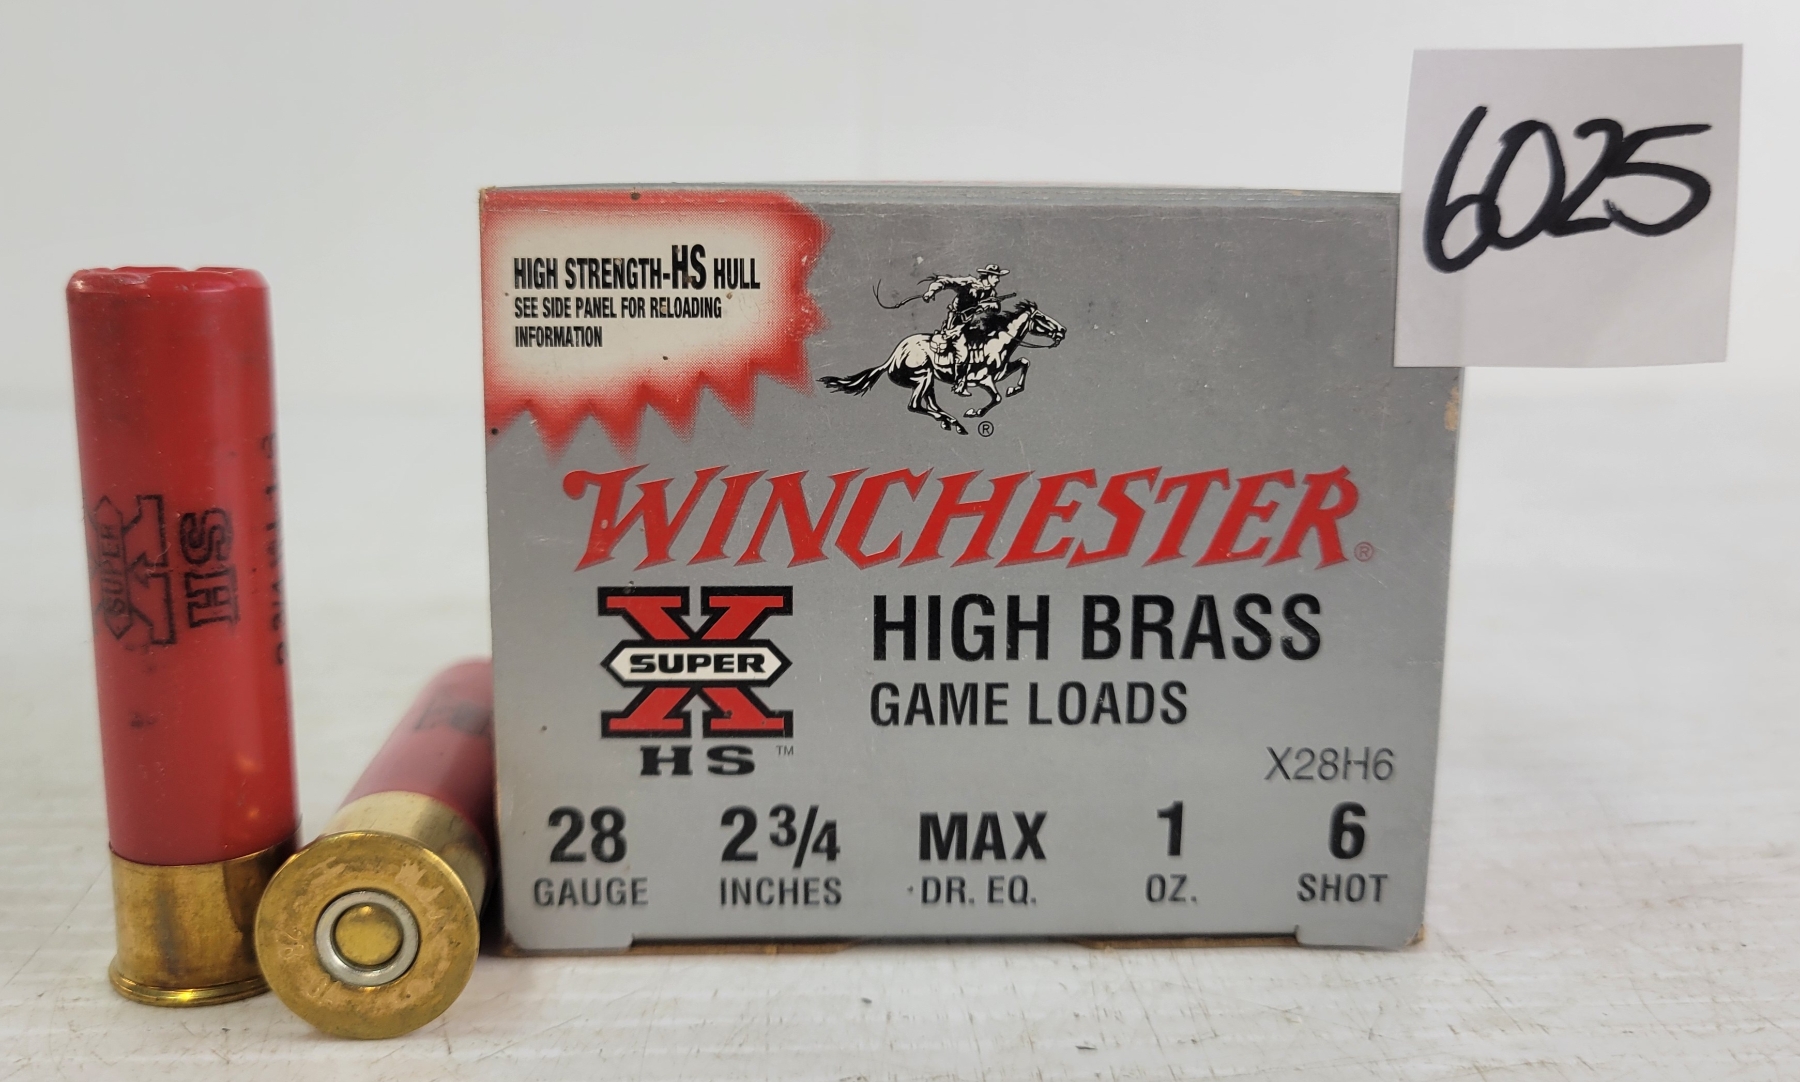 6025
HIGH STRENGTH-HS HULL
SEE SIDE PANEL FOR RELOADING
INFORMATION
®
WINCHESTER®
SUPER X
HS™
HIGH BRASS
GAME LOADS
X28H6
28 2 3/4 MAX 1 6
GAUGE INCHES DR. EQ. OZ. SHOT
SUPER X
HS